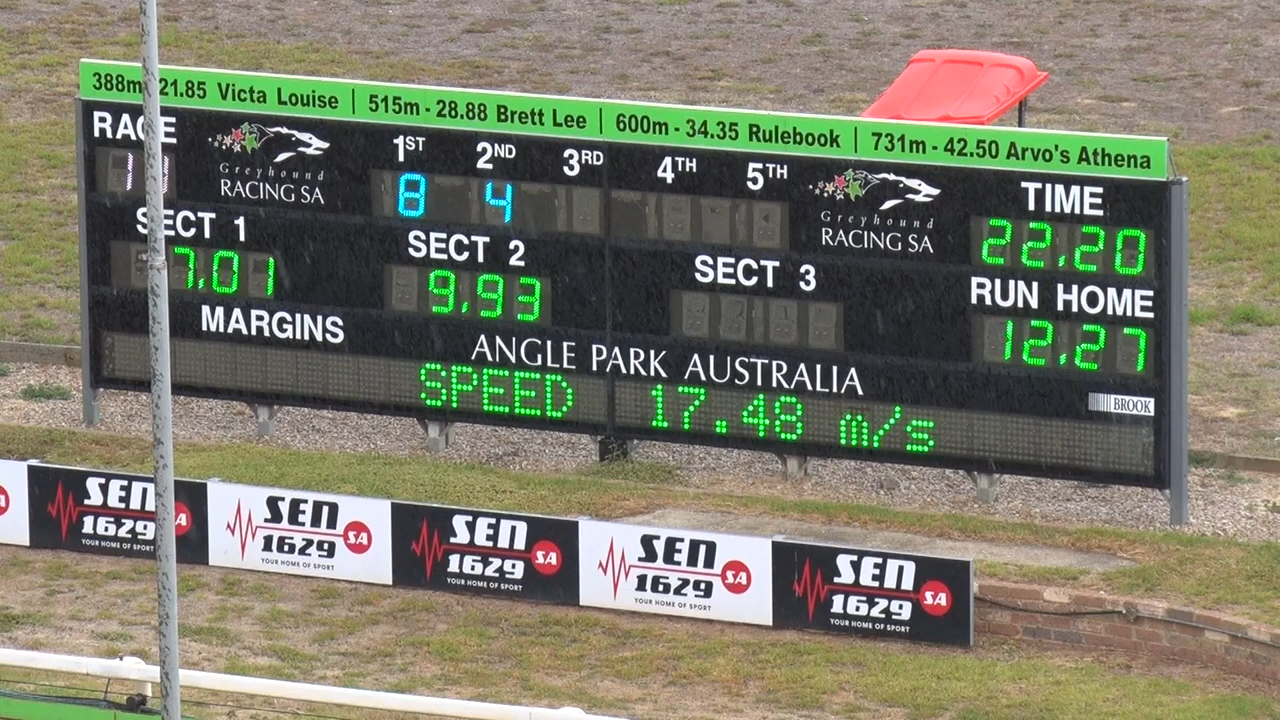 388m 21.85 Victa Louise | 515m - 28.88 Brett Lee | 600m - 34.35 Rulebook | 731m - 42.50 Arvo's Athena
RACE
11
Greyhound
RACING SA
1ST 2ND 3RD 4TH 5TH
8 4
Greyhound
RACING SA
TIME
22.20
SECT 1
7.01
SECT 2
9.93
SECT 3
RUN HOME
12.27
MARGINS
ANGLE PARK AUSTRALIA
BROOK
SPEED 17.48 m/s
SEN
1629 SA
YOUR HOME OF SPORT
SEN
1629 SA
YOUR HOME OF SPORT
SEN
1629 SA
YOUR HOME OF SPORT
SEN
1629 SA
YOUR HOME OF SPORT
SEN
1629 SA
YOUR HOME OF SPORT